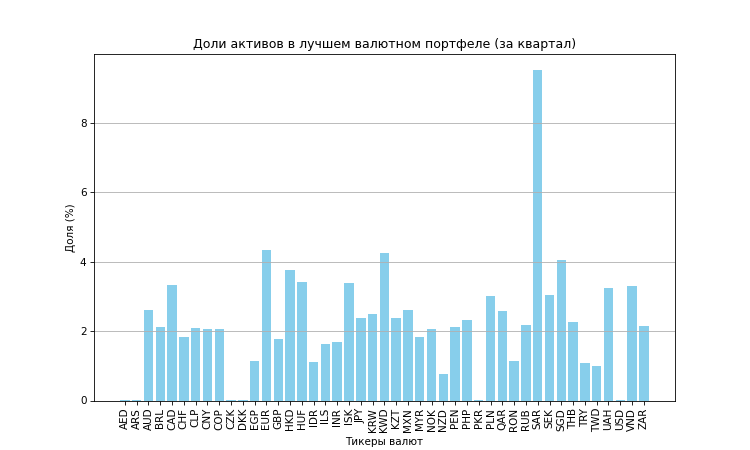 Доли активов в лучшем валютном портфеле (за квартал)
Доля (%)
8
6
4
2
0
AED ARS AUD BRL CAD CHF CLP CNY COP CZK DKK EGP EUR GBP HKD HUF IDR ILS INR ISK JPY KRW KWD KZT MXN MYR NOK NZD PEN PHP PKR PLN QAR RON RUB SAR SEK SGD THB TRY TWD UAH USD VND ZAR
Тикеры валют